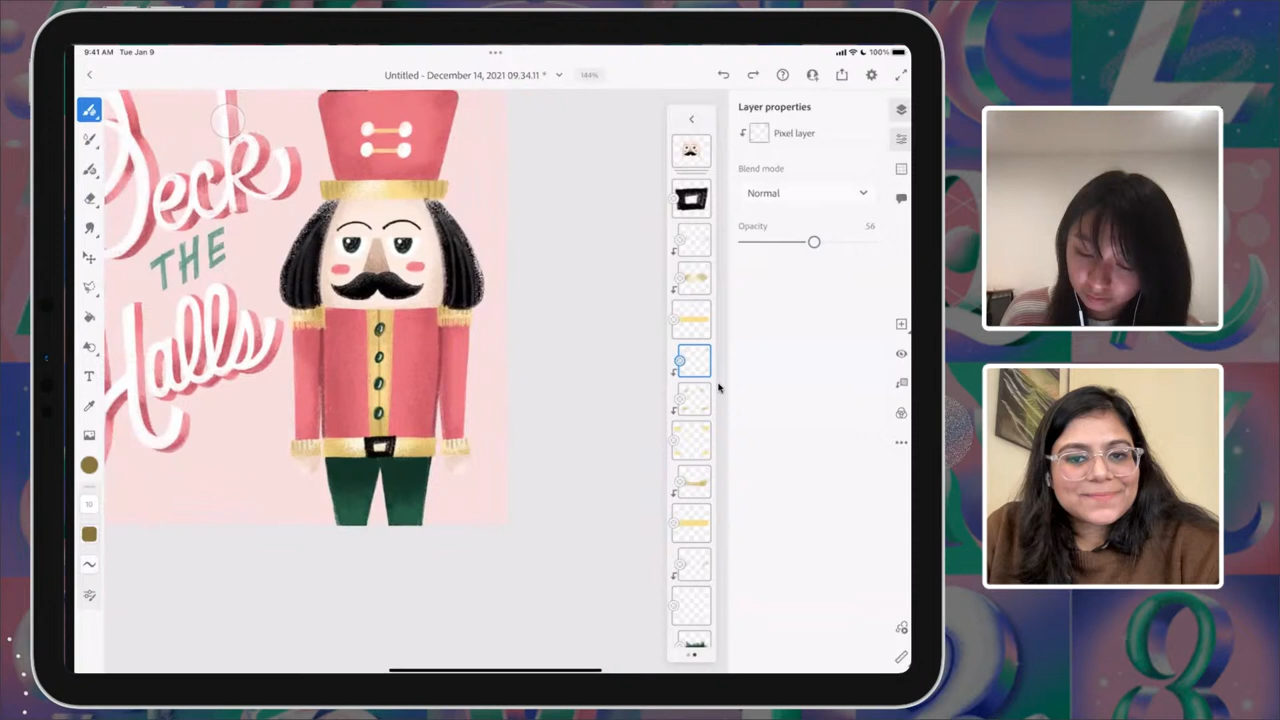 9:41 AM Tue Jan 9
100%
Untitled - December 14, 2021 09.34.11 *
144%
Layer properties
Pixel layer
Blend mode
Normal
Opacity
56
10
T
Deck
THE
Halls